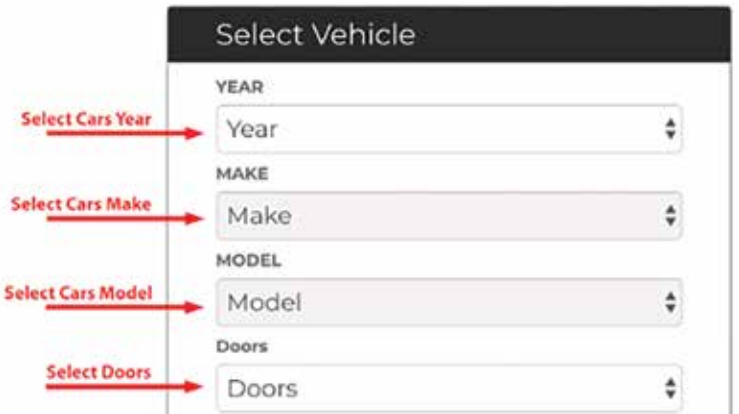 Select Vehicle
YEAR
Select Cars Year
Year
MAKE
Select Cars Make
Make
MODEL
Select Cars Model
Model
Doors
Select Doors
Doors